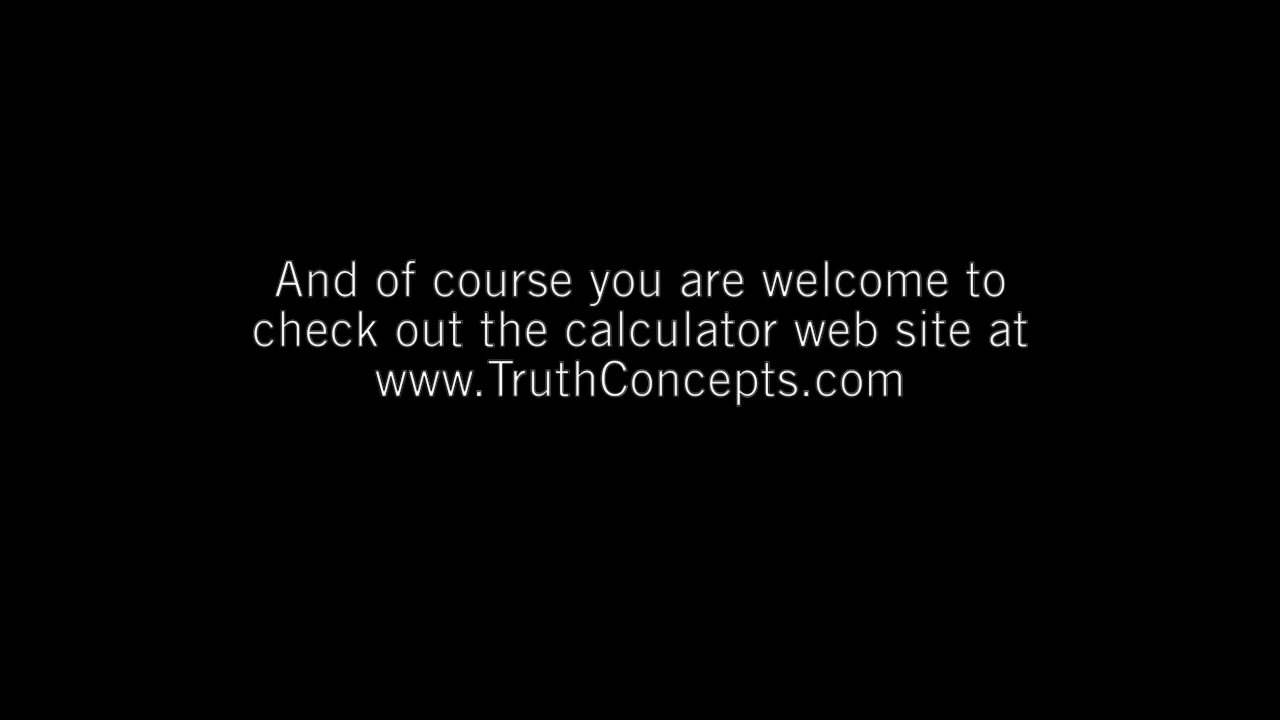 And of course you are welcome to
check out the calculator web site at
www.TruthConcepts.com